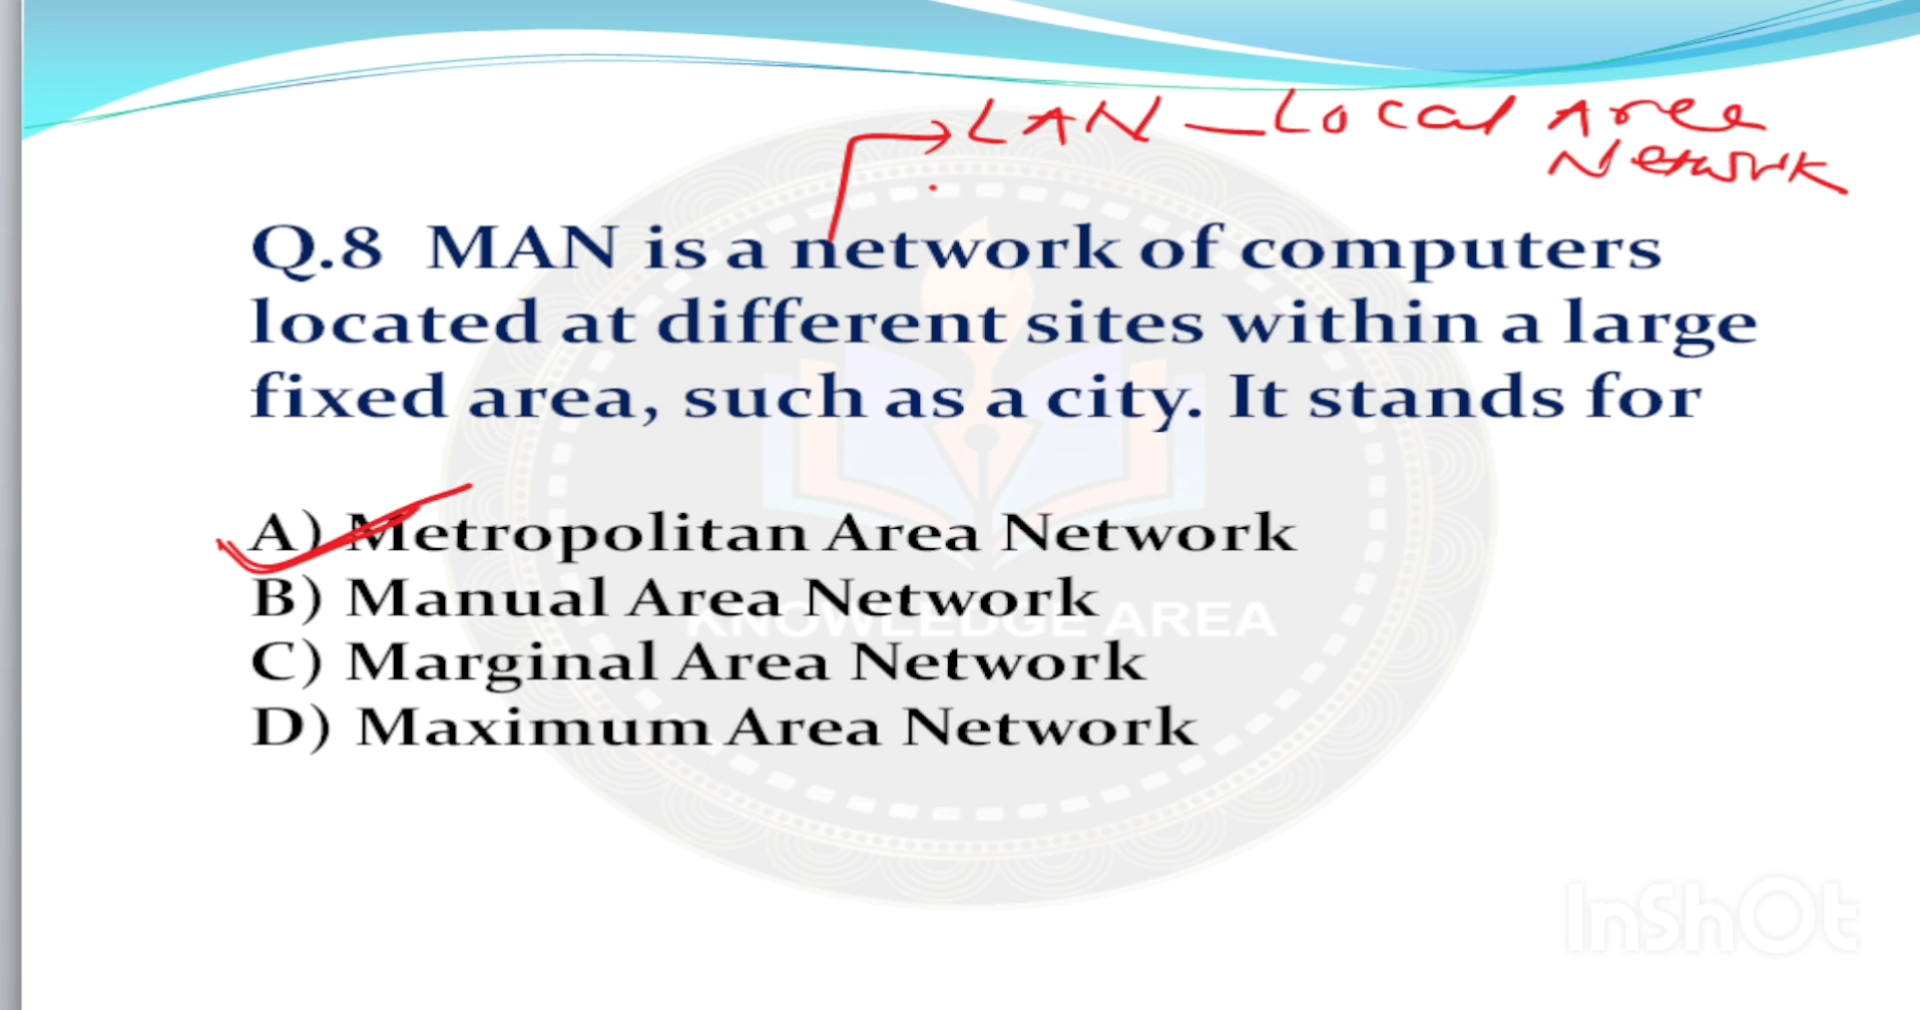 LAN - Local Area
Network
Q.8 MAN is a network of computers
located at different sites within a large
fixed area, such as a city. It stands for
A) Metropolitan Area Network
B) Manual Area Network
KNOWLEDGE AREA
C) Marginal Area Network
D) Maximum Area Network
InShOt